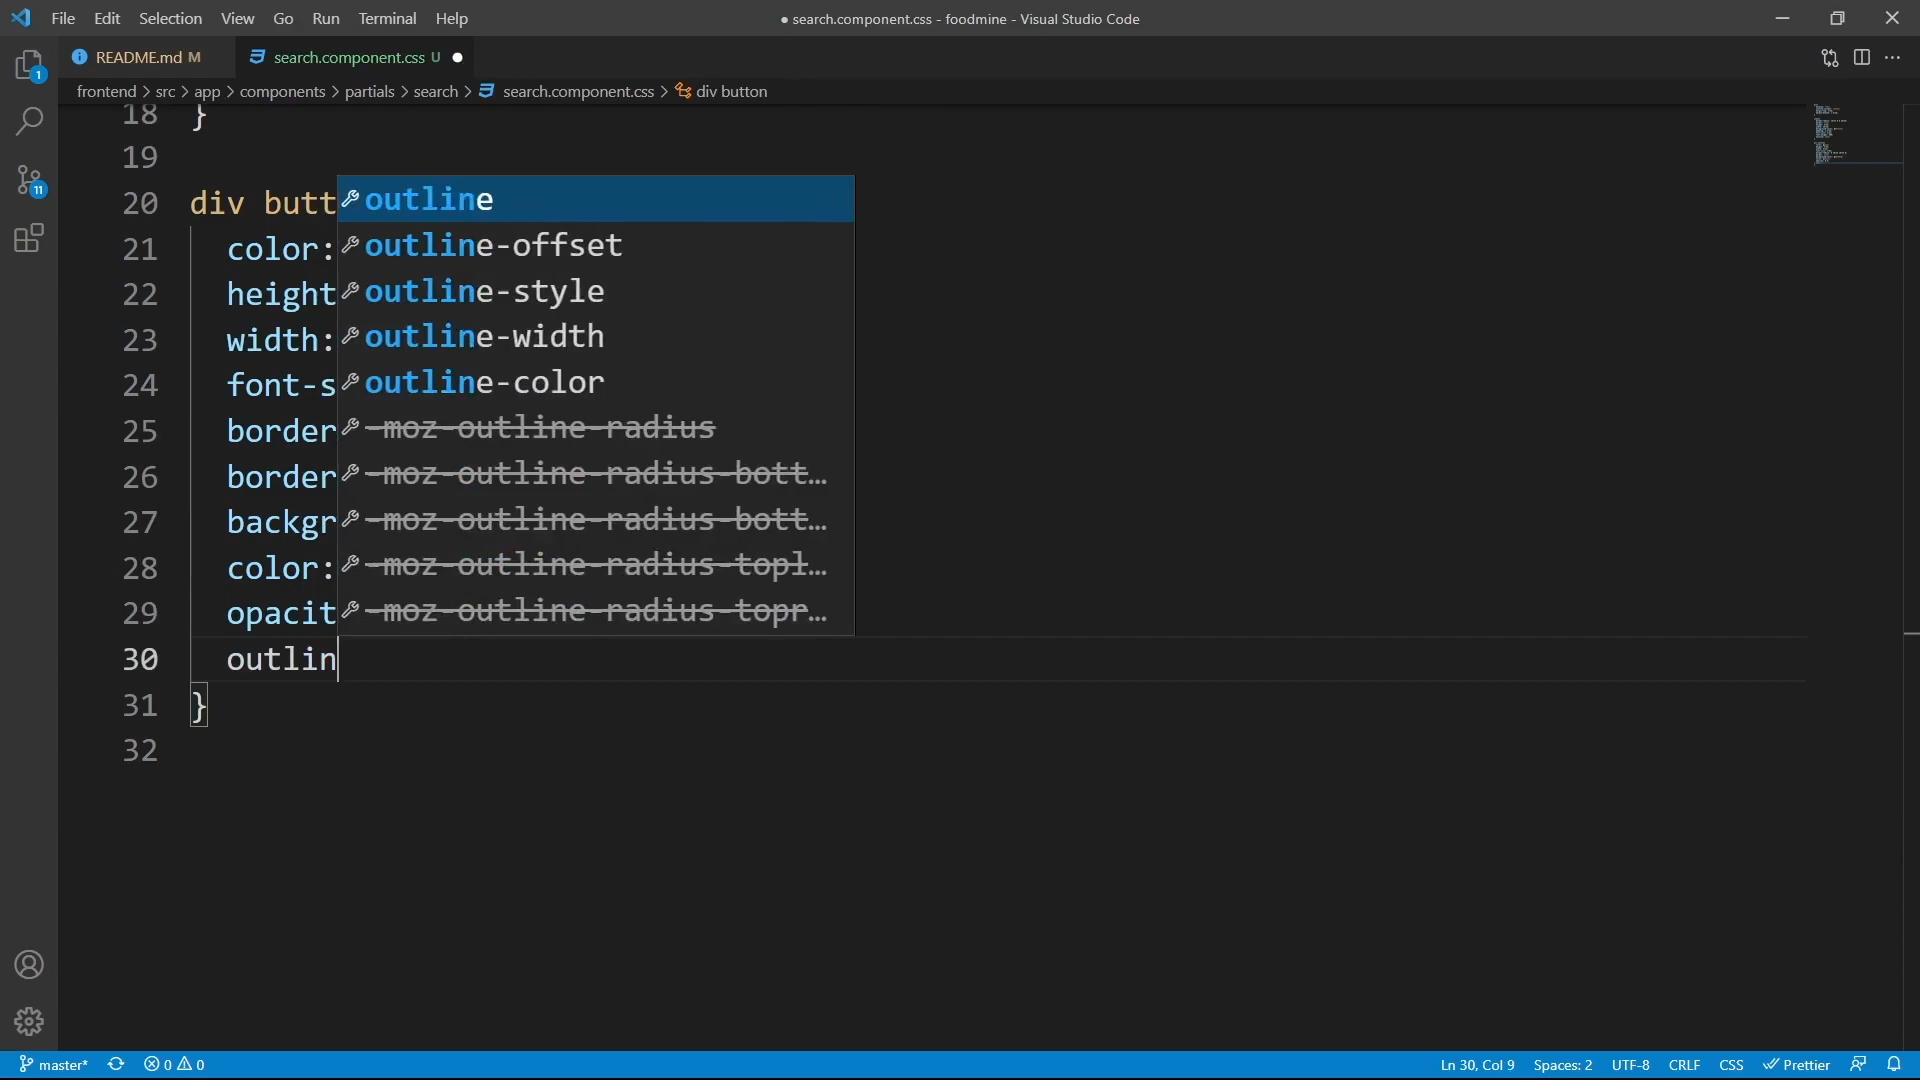 File Edit Selection View Go Run Terminal Help
● search.component.css - foodmine - Visual Studio Code
README.md M
search.component.css U ●
frontend > src > app > components > partials > search > search.component.css > div button
18 }
19
20 div butt
21 color:
22 height
23 width:
24 font-s
25 border
26 border
27 backgr
28 color:
29 opacit
30 outlin
31 }
32
outline
outline-offset
outline-style
outline-width
outline-color
-moz-outline-radius
-moz-outline-radius-bott…
-moz-outline-radius-bott…
-moz-outline-radius-topl…
-moz-outline-radius-topr…
1
11
master* 0 0 Ln 30, Col 9 Spaces: 2 UTF-8 CRLF CSS Prettier